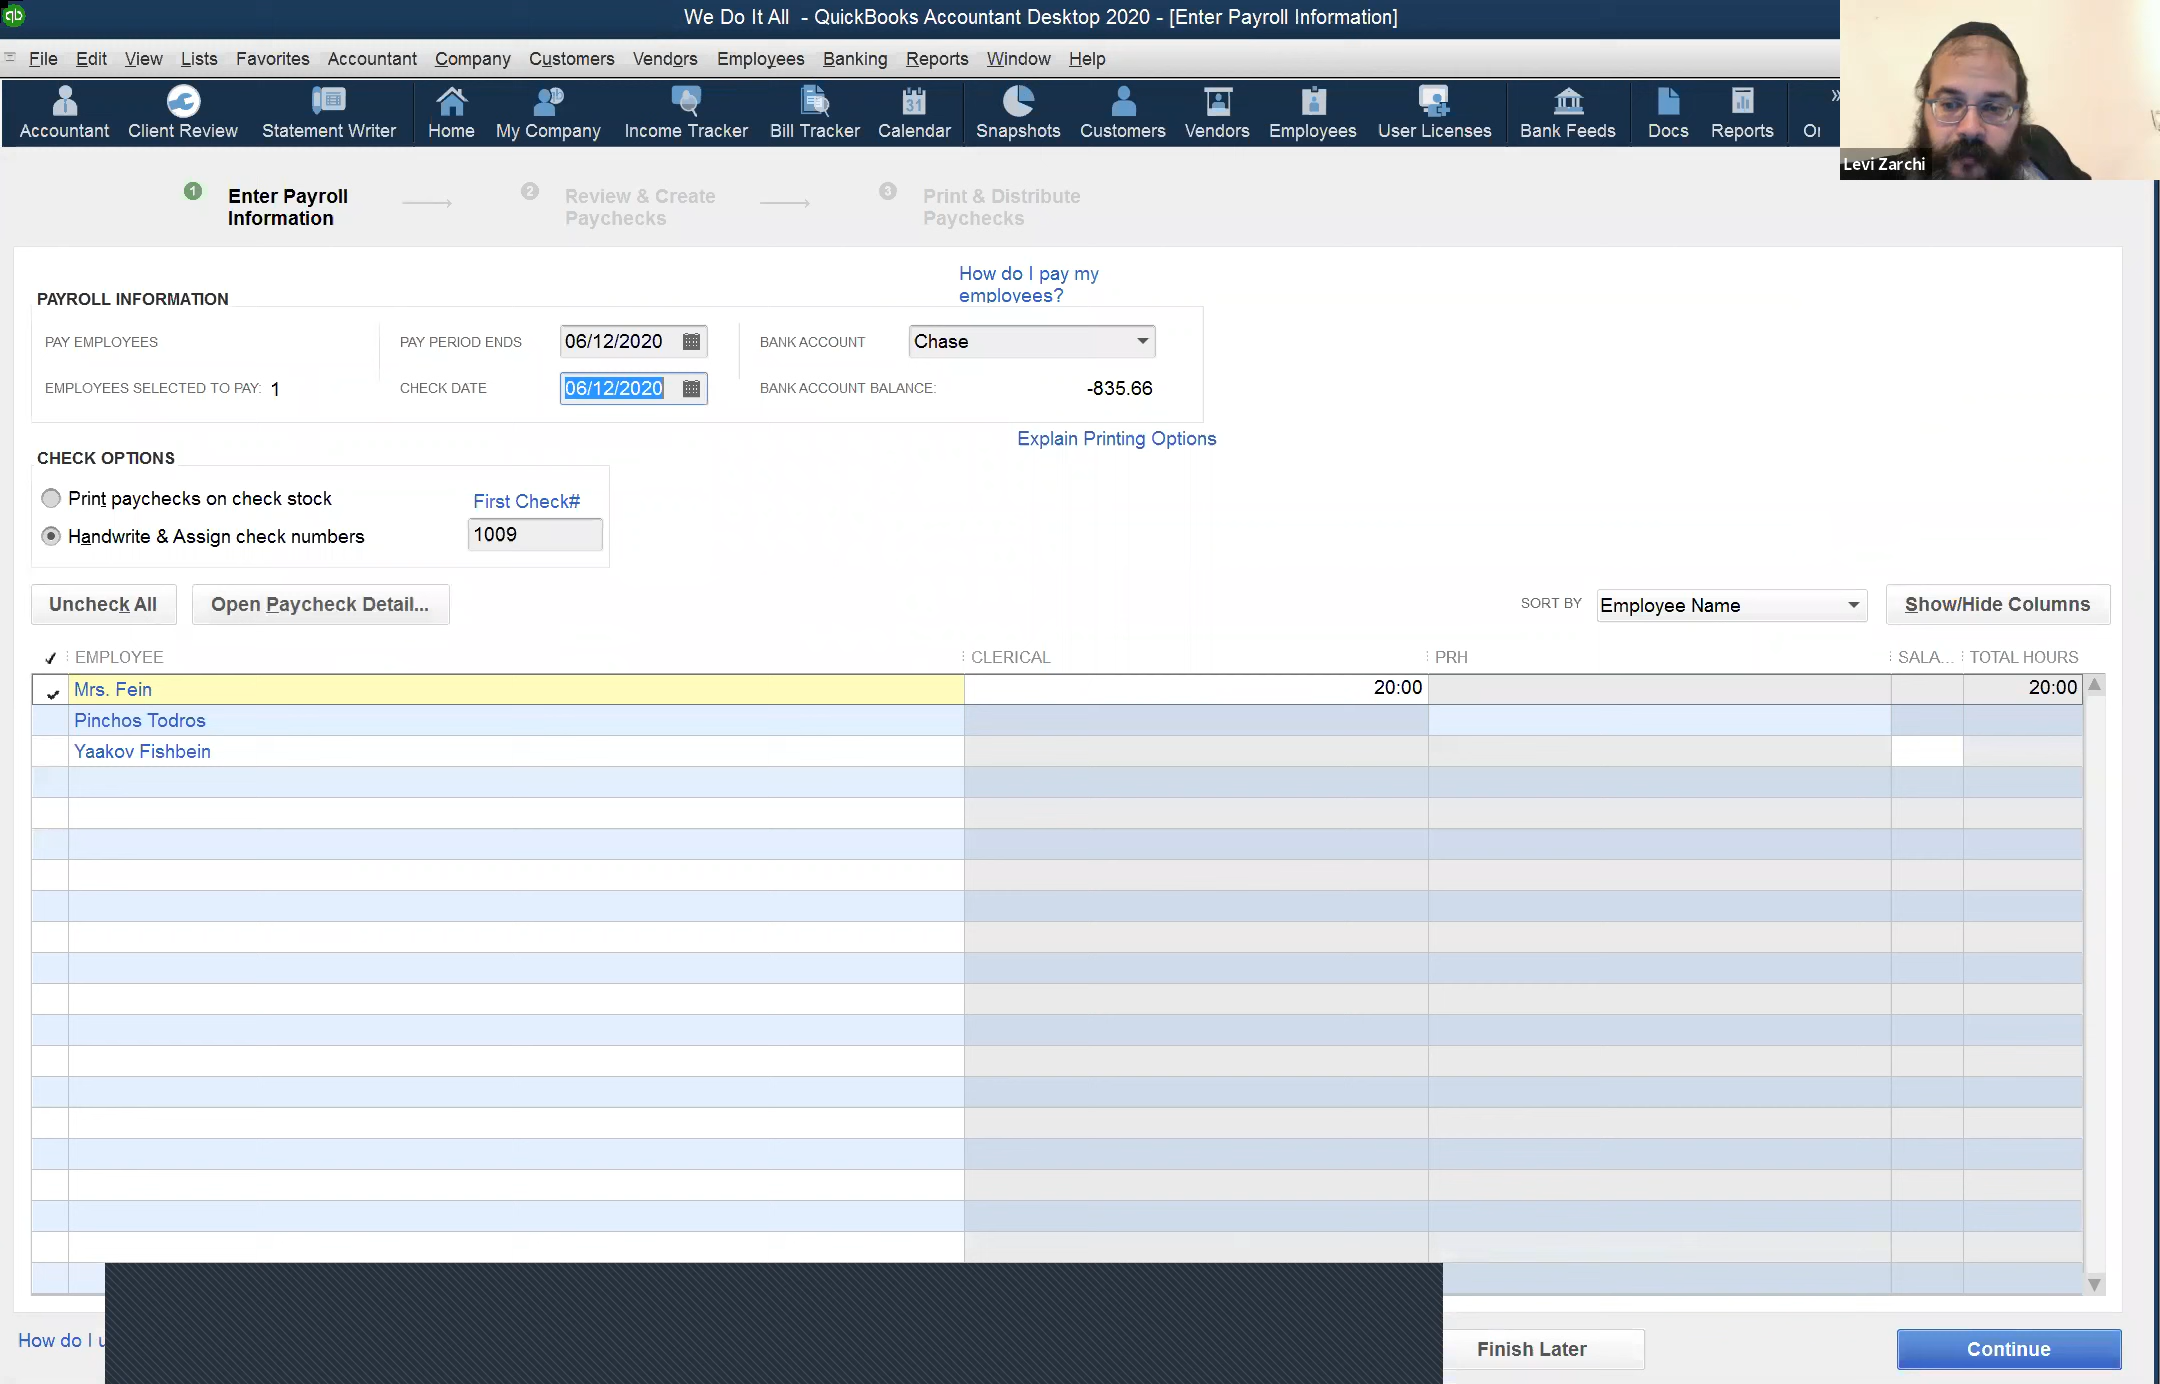 We Do It All - QuickBooks Accountant Desktop 2020 - [Enter Payroll Information]
File Edit View Lists Favorites Accountant Company Customers Vendors Employees Banking Reports Window Help
Accountant Client Review Statement Writer Home My Company Income Tracker Bill Tracker Calendar Snapshots Customers Vendors Employees User Licenses Bank Feeds Docs Reports
Levi Zarchi
1 Enter Payroll Information
2 Review & Create Paychecks
3 Print & Distribute Paychecks
How do I pay my employees?
PAYROLL INFORMATION
PAY EMPLOYEES PAY PERIOD ENDS 06/12/2020 BANK ACCOUNT Chase
EMPLOYEES SELECTED TO PAY: 1 CHECK DATE 06/12/2020 BANK ACCOUNT BALANCE: -835.66
Explain Printing Options
CHECK OPTIONS
Print paychecks on check stock First Check#
Handwrite & Assign check numbers 1009
Uncheck All Open Paycheck Detail... SORT BY Employee Name Show/Hide Columns
EMPLOYEE CLERICAL PRH SALA... TOTAL HOURS
Mrs. Fein 20:00 20:00
Pinchos Todros
Yaakov Fishbein
How do I
Finish Later Continue